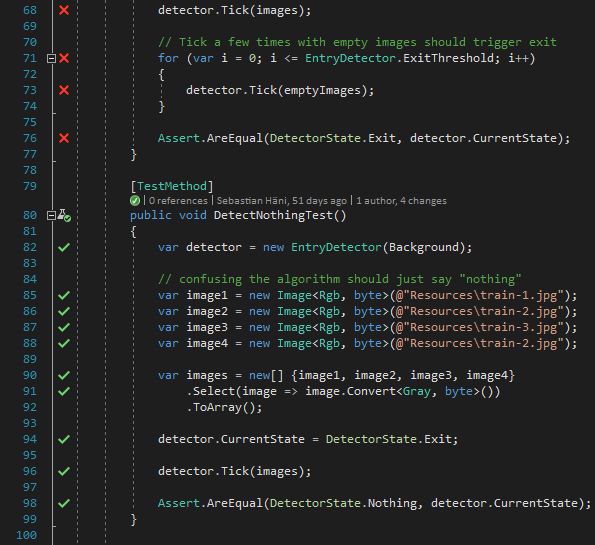 68 detector.Tick(images);
69
70 // Tick a few times with empty images should trigger exit
71 for (var i = 0; i <= EntryDetector.ExitThreshold; i++)
72 {
73 detector.Tick(emptyImages);
74 }
75
76 Assert.AreEqual(DetectorState.Exit, detector.CurrentState);
77 }
78
79 [TestMethod]
0 references | Sebastian Häni, 51 days ago | 1 author, 4 changes
80 public void DetectNothingTest()
81 {
82 var detector = new EntryDetector(Background);
83
84 // confusing the algorithm should just say "nothing"
85 var image1 = new Image<Rgb, byte>(@"Resources\train-1.jpg");
86 var image2 = new Image<Rgb, byte>(@"Resources\train-2.jpg");
87 var image3 = new Image<Rgb, byte>(@"Resources\train-3.jpg");
88 var image4 = new Image<Rgb, byte>(@"Resources\train-2.jpg");
89
90 var images = new[] {image1, image2, image3, image4}
91 .Select(image => image.Convert<Gray, byte>())
92 .ToArray();
93
94 detector.CurrentState = DetectorState.Exit;
95
96 detector.Tick(images);
97
98 Assert.AreEqual(DetectorState.Nothing, detector.CurrentState);
99 }
100